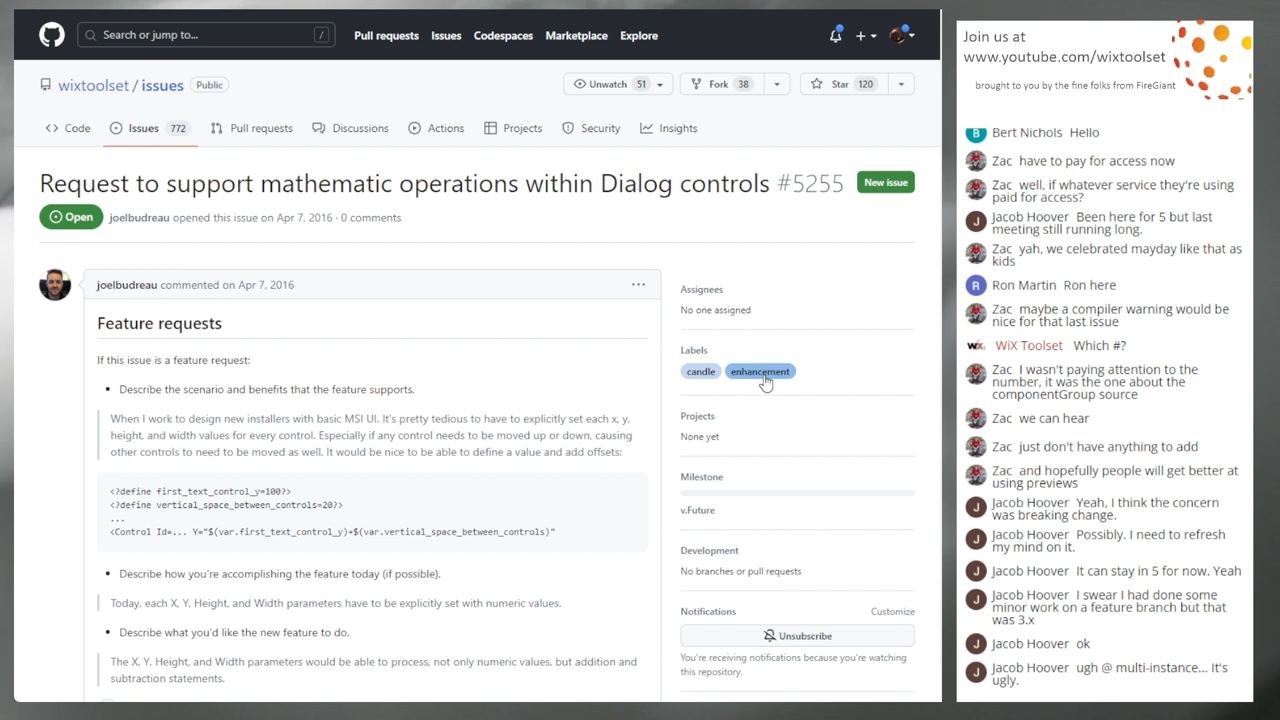 Search or jump to...
/
Pull requests
Issues
Codespaces
Marketplace
Explore
wixtoolset / issues
Public
Unwatch 51
Fork 38
Star 120
Code
Issues 772
Pull requests
Discussions
Actions
Projects
Security
Insights
Request to support mathematic operations within Dialog controls #5255
New issue
Open
joelbudreau opened this issue on Apr 7, 2016 · 0 comments
joelbudreau commented on Apr 7, 2016
...
Feature requests
If this issue is a feature request:
• Describe the scenario and benefits that the feature supports.
When I work to design new installers with basic MSI UI. It's pretty tedious to have to explicitly set each x, y,
height, and width values for every control. Especially if any control needs to be moved up or down, causing
other controls to need to be moved as well. It would be nice to be able to define a value and add offsets:
<?define first_text_control_y=100?>
<?define vertical_space_between_controls=20?>
...
<Control Id=... Y="$(var.first_text_control_y)+$(var.vertical_space_between_controls)"
• Describe how you're accomplishing the feature today (if possible).
Today, each X, Y, Height, and Width parameters have to be explicitly set with numeric values.
• Describe what you'd like the new feature to do.
The X, Y, Height, and Width parameters would be able to process, not only numeric values, but addition and
subtraction statements.
Assignees
No one assigned
Labels
candle
enhancement
Projects
None yet
Milestone
v.Future
Development
No branches or pull requests
Notifications
Customize
Unsubscribe
You're receiving notifications because you're watching
this repository.
Join us at
www.youtube.com/wixtoolset
brought to you by the fine folks from FireGiant
B Bert Nichols Hello
Zac have to pay for access now
Zac well, if whatever service they're using
paid for access?
J Jacob Hoover Been here for 5 but last
meeting still running long.
Zac yah, we celebrated mayday like that as
kids
R Ron Martin Ron here
Zac maybe a compiler warning would be
nice for that last issue
WiX WiX Toolset Which #?
Zac I wasn't paying attention to the
number, it was the one about the
componentGroup source
Zac we can hear
Zac just don't have anything to add
Zac and hopefully people will get better at
using previews
J Jacob Hoover Yeah, I think the concern
was breaking change.
J Jacob Hoover Possibly. I need to refresh
my mind on it.
J Jacob Hoover It can stay in 5 for now. Yeah
J Jacob Hoover I swear I had done some
minor work on a feature branch but that
was 3.x
J Jacob Hoover ok
J Jacob Hoover ugh @ multi-instance... It's
ugly.